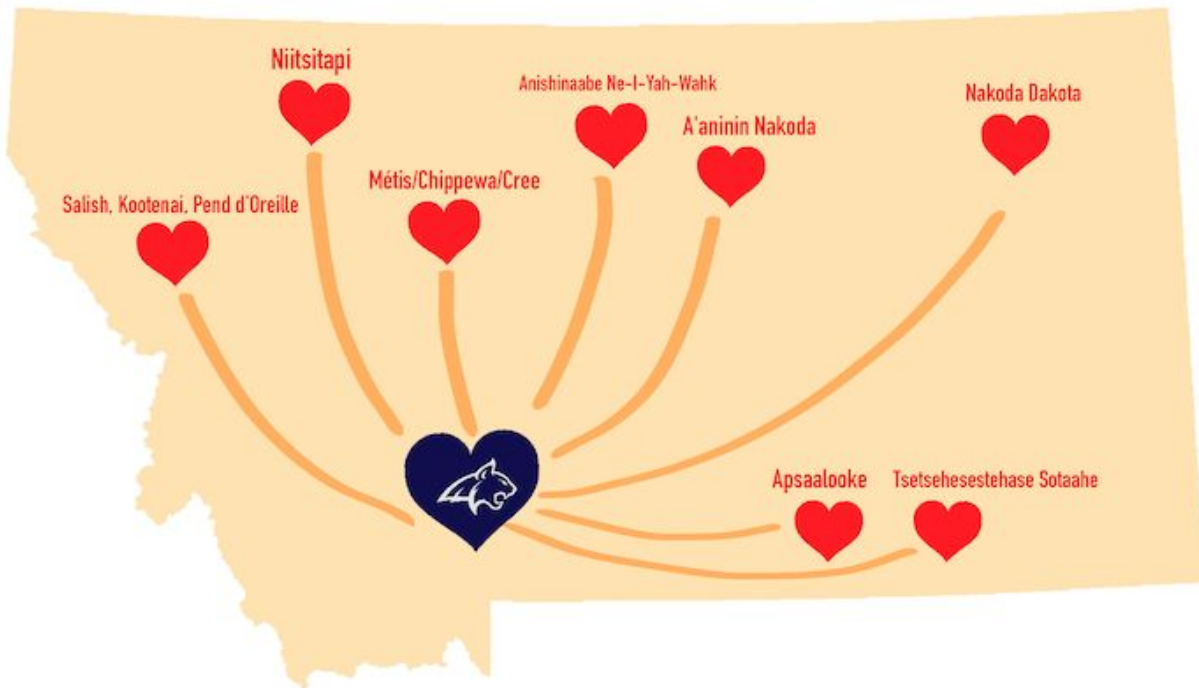 Niitsitapi
Anishinaabe Ne-I-Yah-Wahk
Nakoda Dakota
A'aninin Nakoda
Métis/Chippewa/Cree
Salish, Kootenai, Pend d'Oreille
Apsaalooke
Tsetsehesestehase Sotaahe